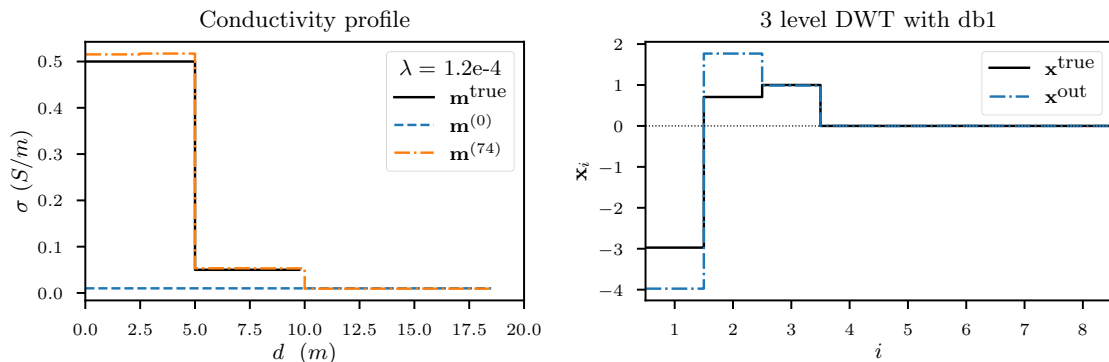 Conductivity profile
σ (S/m)
0.5
0.4
0.3
0.2
0.1
0.0
λ = 1.2e-4
m^true
m^(0)
m^(74)
0.0 2.5 5.0 7.5 10.0 12.5 15.0 17.5 20.0
d (m)
3 level DWT with db1
x_i
2
1
0
−1
−2
−3
−4
x^true
x^out
1 2 3 4 5 6 7 8
i